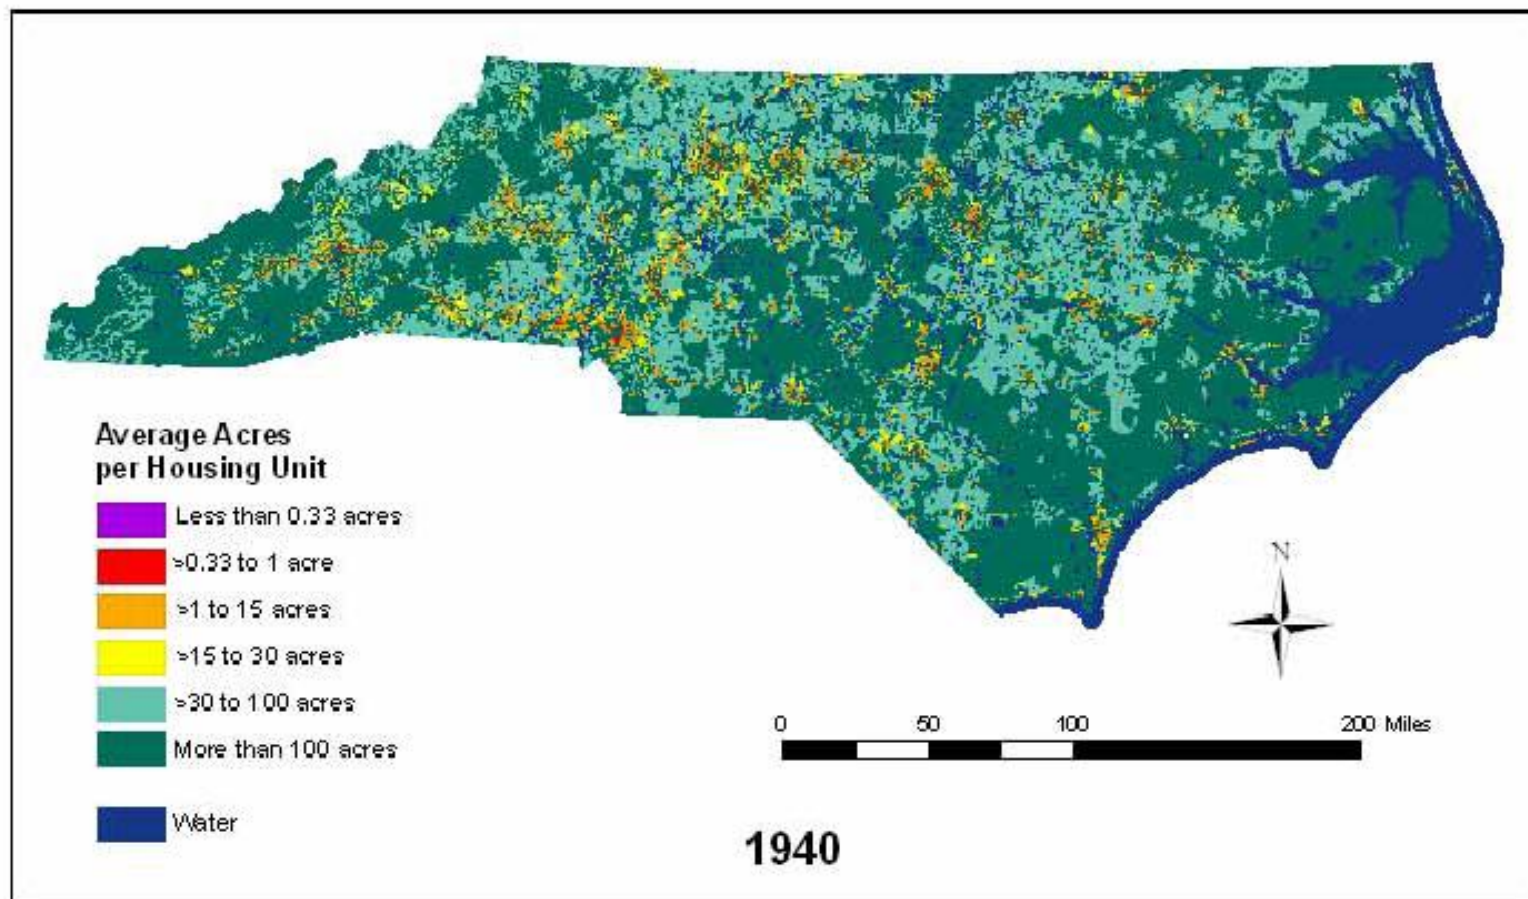 Average Acres
per Housing Unit
Less than 0.33 acres
>0.33 to 1 acre
>1 to 15 acres
>15 to 30 acres
>30 to 100 acres
More than 100 acres
Water
N
0 50 100 200 Miles
1940